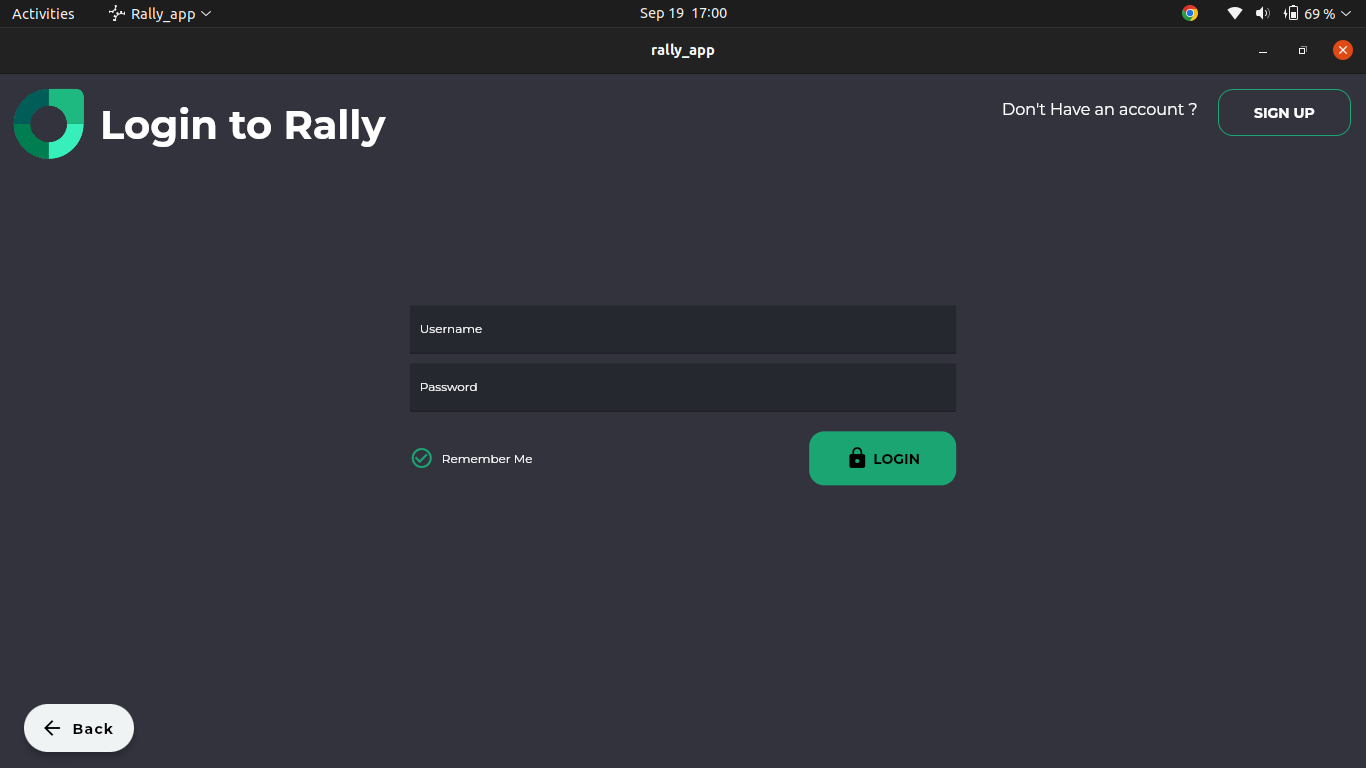 Activities Rally_app Sep 19 17:00 69 %
rally_app
Login to Rally
Don't Have an account ? SIGN UP
Username
Password
Remember Me LOGIN
Back